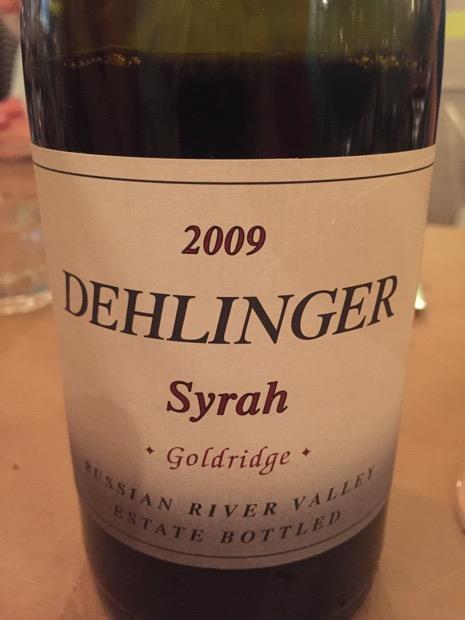 2009
DEHLINGER
Syrah
Goldridge
RUSSIAN RIVER VALLEY
ESTATE BOTTLED